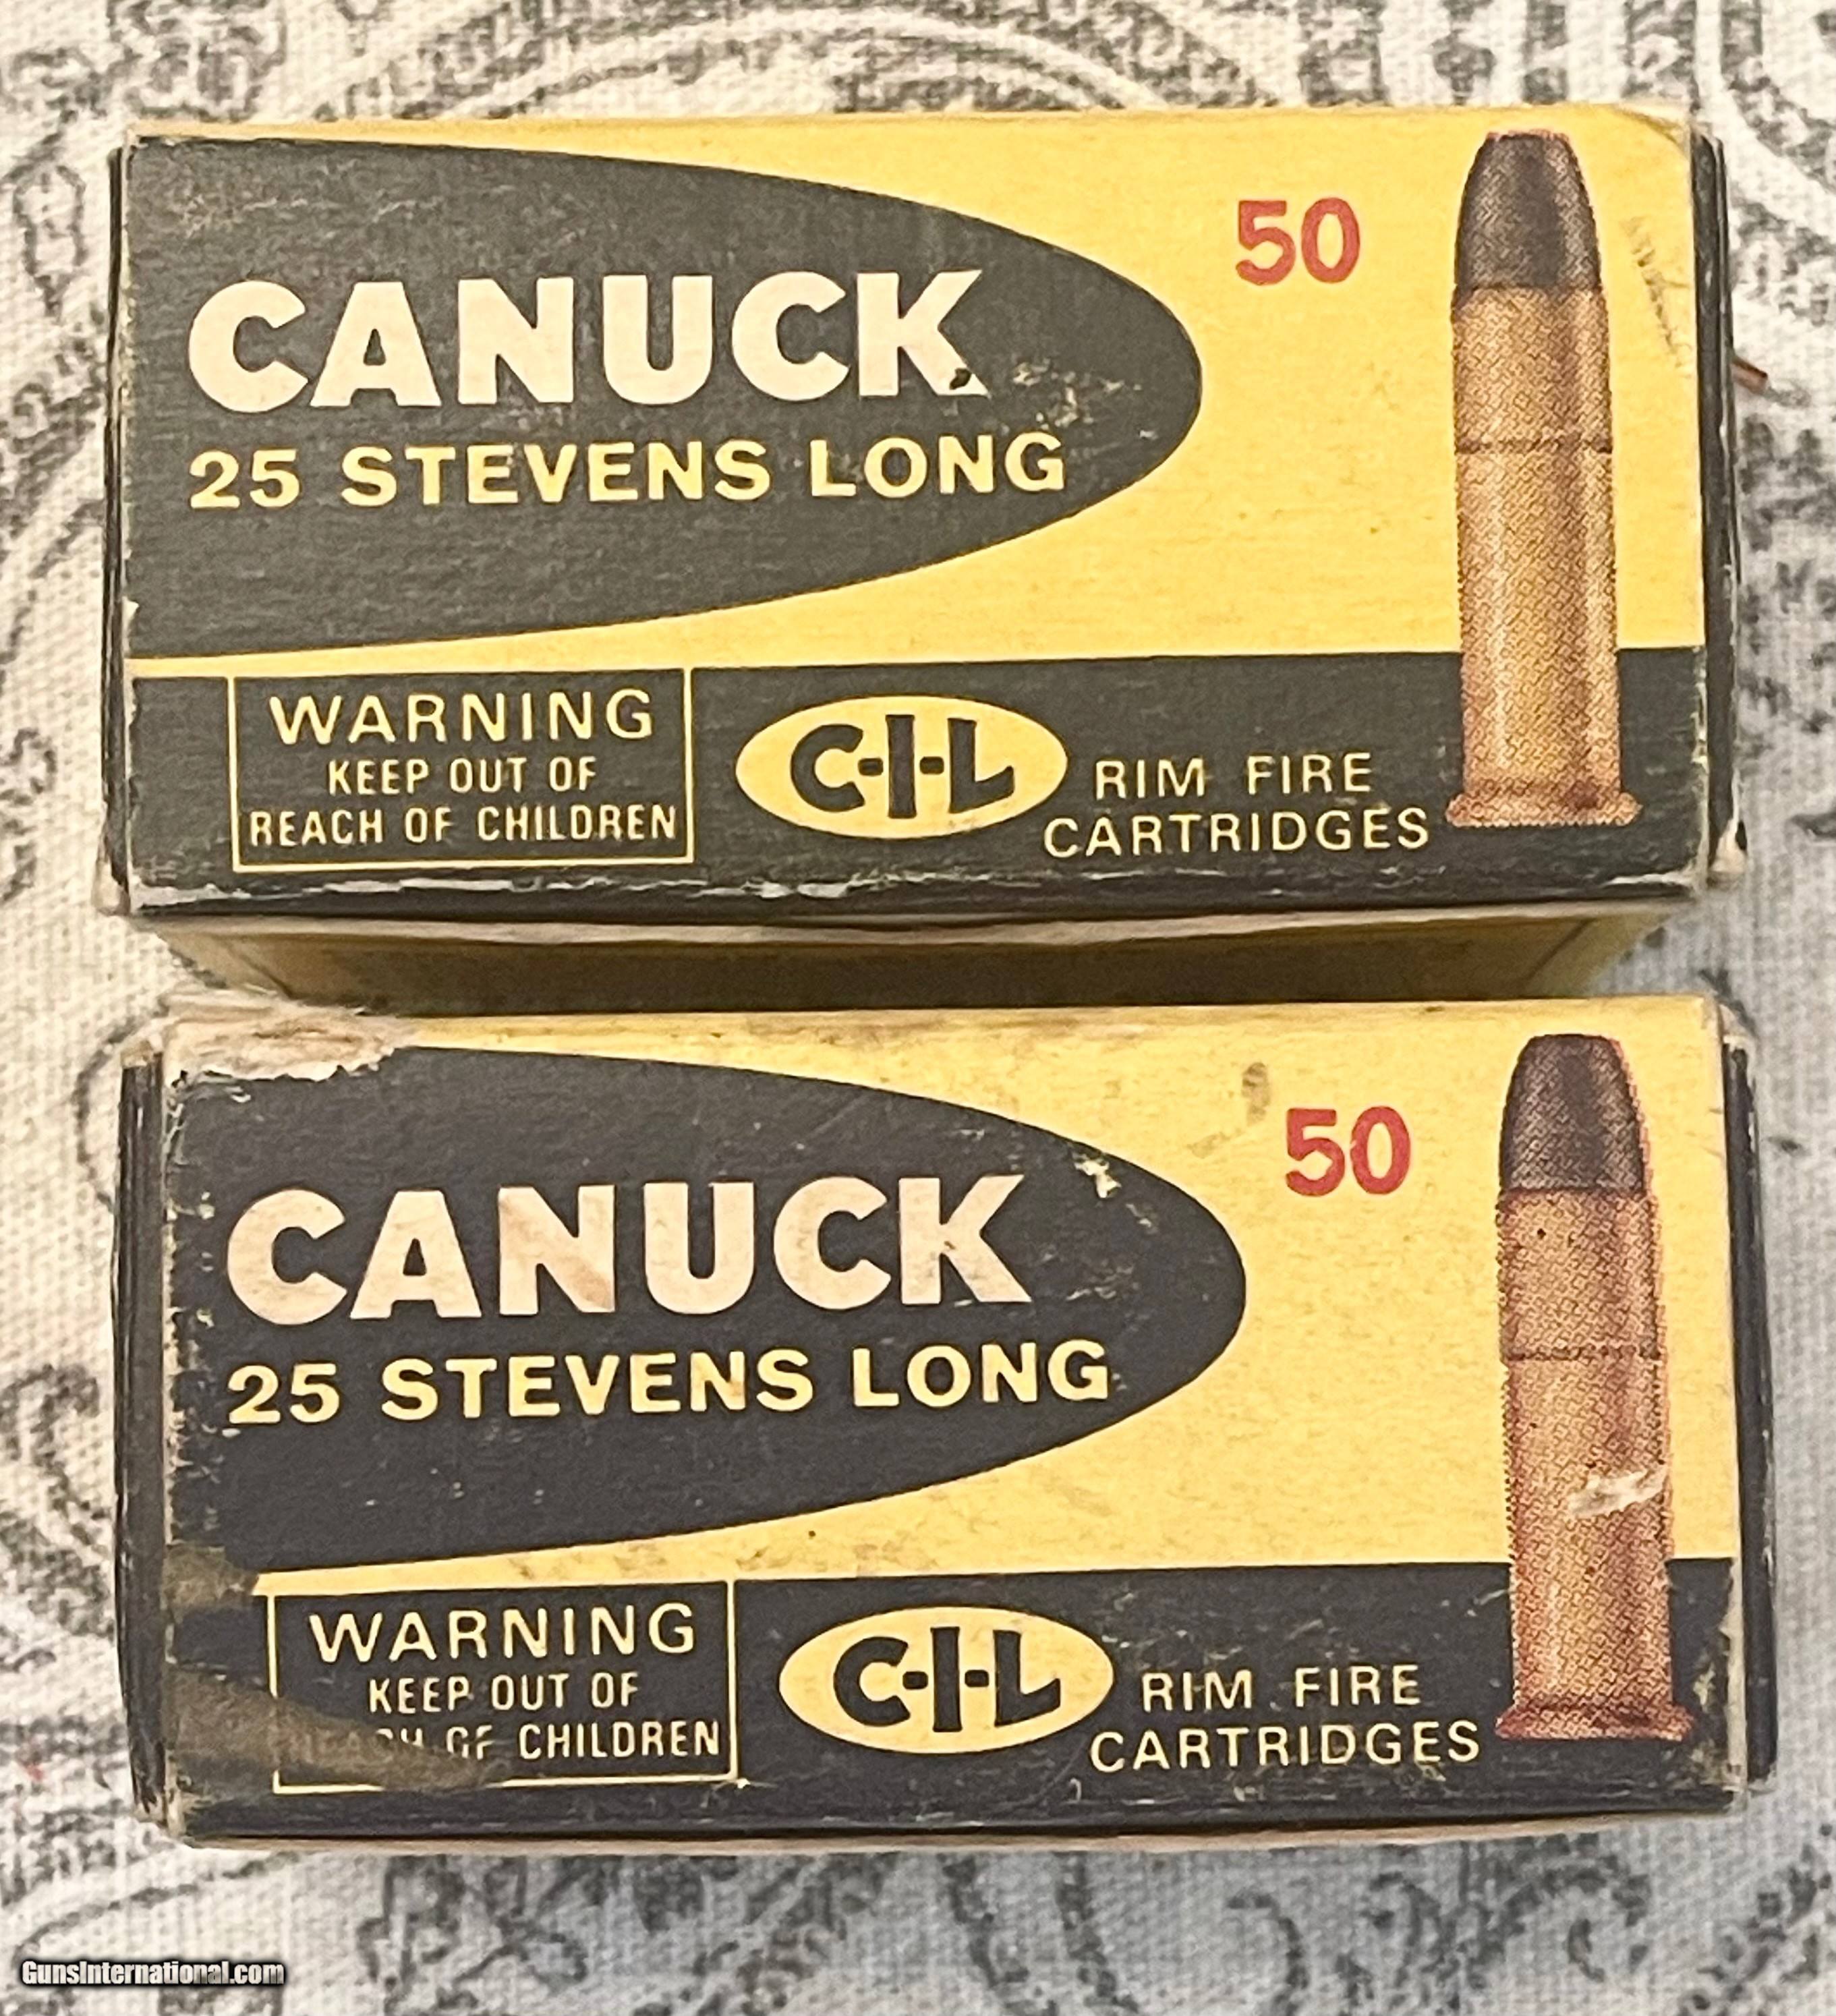 CANUCK
50
25 STEVENS LONG
WARNING
KEEP OUT OF
REACH OF CHILDREN
C-I-L
RIM FIRE
CARTRIDGES
CANUCK
50
25 STEVENS LONG
WARNING
KEEP OUT OF
OF CHILDREN
C-I-L
RIM FIRE
CARTRIDGES
GunsInternational.com